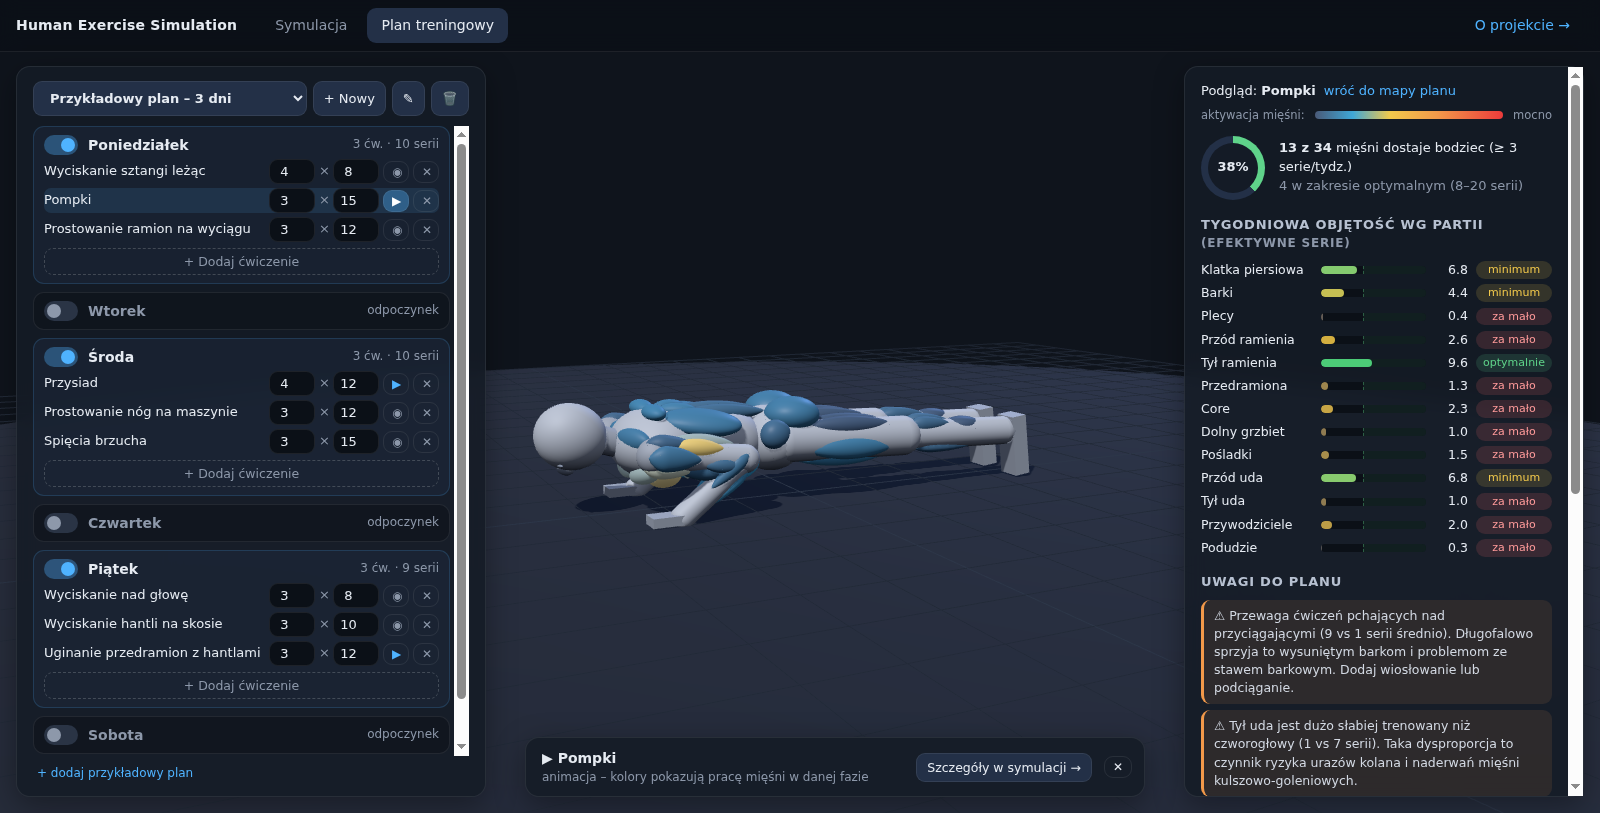 Human Exercise Simulation
Symulacja
Plan treningowy
O projekcie →
Przykładowy plan – 3 dni
+ Nowy
✎
Poniedziałek
3 ćw. · 10 serii
Wyciskanie sztangi leżąc 4 × 8 ◉ ✕
Pompki 3 × 15 ▶ ✕
Prostowanie ramion na wyciągu 3 × 12 ◉ ✕
+ Dodaj ćwiczenie
Wtorek
odpoczynek
Środa
3 ćw. · 10 serii
Przysiad 4 × 12 ▶ ✕
Prostowanie nóg na maszynie 3 × 12 ◉ ✕
Spięcia brzucha 3 × 15 ◉ ✕
+ Dodaj ćwiczenie
Czwartek
odpoczynek
Piątek
3 ćw. · 9 serii
Wyciskanie nad głowę 3 × 8 ◉ ✕
Wyciskanie hantli na skosie 3 × 10 ◉ ✕
Uginanie przedramion z hantlami 3 × 12 ▶ ✕
+ Dodaj ćwiczenie
Sobota
odpoczynek
+ dodaj przykładowy plan
▶ Pompki
animacja – kolory pokazują pracę mięśni w danej fazie
Szczegóły w symulacji →
✕
Podgląd: Pompki wróć do mapy planu
aktywacja mięśni: mocno
38%
13 z 34 mięśni dostaje bodziec (≥ 3
serie/tydz.)
4 w zakresie optymalnym (8–20 serii)
TYGODNIOWA OBJĘTOŚĆ WG PARTII
(EFEKTYWNE SERIE)
Klatka piersiowa 6.8 minimum
Barki 4.4 minimum
Plecy 0.4 za mało
Przód ramienia 2.6 za mało
Tył ramienia 9.6 optymalnie
Przedramiona 1.3 za mało
Core 2.3 za mało
Dolny grzbiet 1.0 za mało
Pośladki 1.5 za mało
Przód uda 6.8 minimum
Tył uda 1.0 za mało
Przywodziciele 2.0 za mało
Podudzie 0.3 za mało
UWAGI DO PLANU
⚠ Przewaga ćwiczeń pchających nad
przyciągającymi (9 vs 1 serii średnio). Długofalowo
sprzyja to wysuniętym barkom i problemom ze
stawem barkowym. Dodaj wiosłowanie lub
podciąganie.
⚠ Tył uda jest dużo słabiej trenowany niż
czworogłowy (1 vs 7 serii). Taka dysproporcja to
czynnik ryzyka urazów kolana i naderwań mięśni
kulszowo-goleniowych.